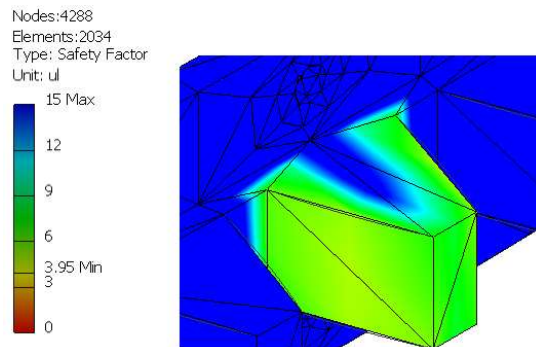 Nodes:4288
Elements:2034
Type: Safety Factor
Unit: ul
15 Max
12
9
6
3.95 Min
3
0